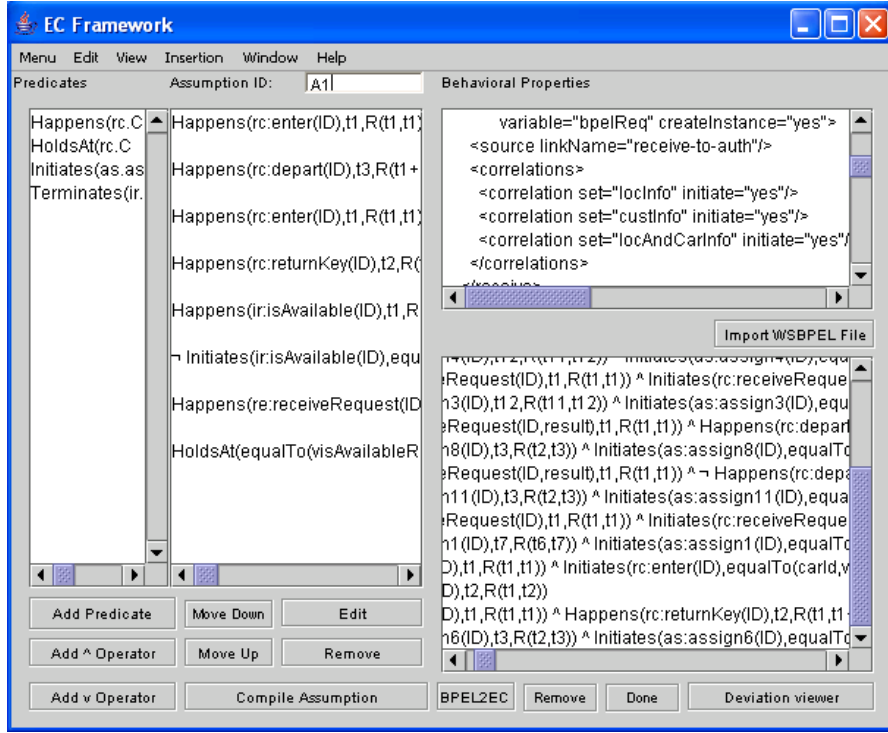 EC Framework
Menu Edit View Insertion Window Help
Predicates
Assumption ID:
A1
Behavioral Properties
Happens(rc.C
HoldsAt(rc.C
Initiates(as.as
Terminates(ir.
Happens(rc:enter(ID),t1,R(t1,t1)
Happens(rc:depart(ID),t3,R(t1+
Happens(rc:enter(ID),t1,R(t1,t1)
Happens(rc:returnKey(ID),t2,R(
Happens(ir:isAvailable(ID),t1,R
¬ Initiates(ir:isAvailable(ID),equ
Happens(re:receiveRequest(ID
HoldsAt(equalTo(visAvailableR
variable="bpelReq" createInstance="yes">
<source linkName="receive-to-auth"/>
<correlations>
<correlation set="locInfo" initiate="yes"/>
<correlation set="custInfo" initiate="yes"/>
<correlation set="locAndCarInfo" initiate="yes"/
</correlations>
</receive>
Import WSBPEL File
eRequest(ID),t1,R(t1,t1)) ^ Initiates(rc:receiveReque
n3(ID),t12,R(t11,t12)) ^ Initiates(as:assign3(ID),equ
eRequest(ID,result),t1,R(t1,t1)) ^ Happens(rc:depart
n8(ID),t3,R(t2,t3)) ^ Initiates(as:assign8(ID),equalTo
eRequest(ID,result),t1,R(t1,t1)) ^ ¬ Happens(rc:depa
n11(ID),t3,R(t2,t3)) ^ Initiates(as:assign11(ID),equa
eRequest(ID),t1,R(t1,t1)) ^ Initiates(rc:receiveReque
n1(ID),t7,R(t6,t7)) ^ Initiates(as:assign1(ID),equalTo
D),t1,R(t1,t1)) ^ Initiates(rc:enter(ID),equalTo(carId,v
D),t2,R(t1,t2))
D),t1,R(t1,t1)) ^ Happens(rc:returnKey(ID),t2,R(t1,t1
n6(ID),t3,R(t2,t3)) ^ Initiates(as:assign6(ID),equalTo
Add Predicate
Move Down
Edit
Add ^ Operator
Move Up
Remove
Add v Operator
Compile Assumption
BPEL2EC
Remove
Done
Deviation viewer